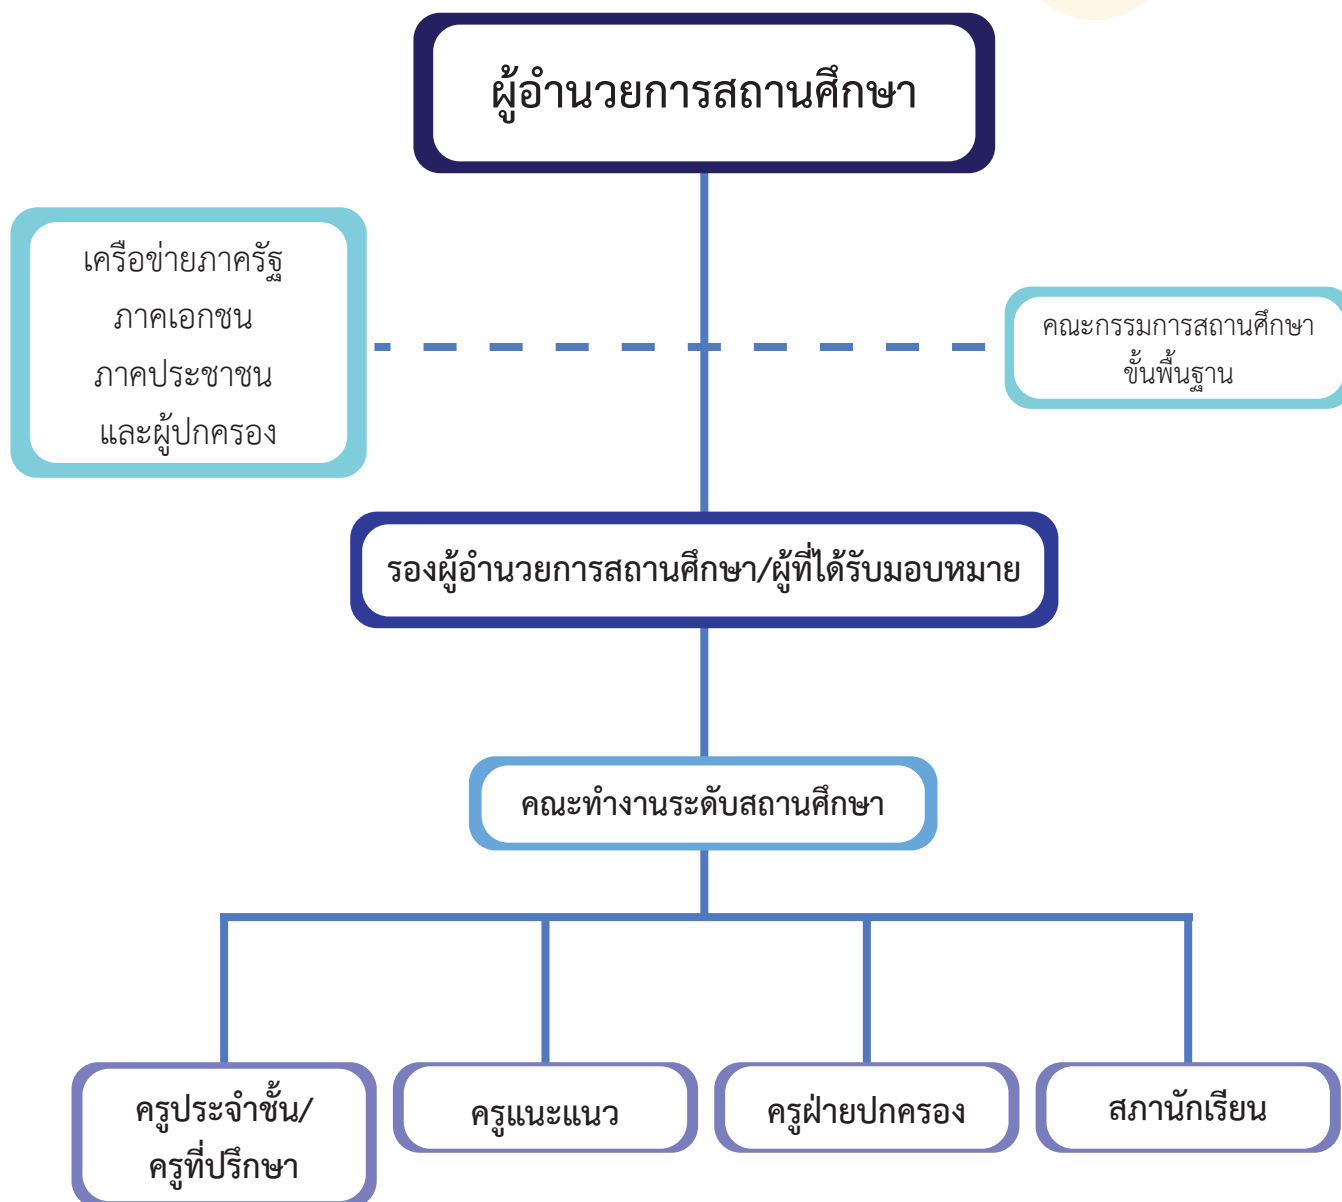 ผู้อำนวยการสถานศึกษา
เครือข่ายภาครัฐ
ภาคเอกชน
ภาคประชาชน
และผู้ปกครอง
คณะกรรมการสถานศึกษา
ขั้นพื้นฐาน
รองผู้อำนวยการสถานศึกษา/ผู้ที่ได้รับมอบหมาย
คณะทำงานระดับสถานศึกษา
ครูประจำชั้น/
ครูที่ปรึกษา
ครูแนะแนว
ครูฝ่ายปกครอง
สภานักเรียน